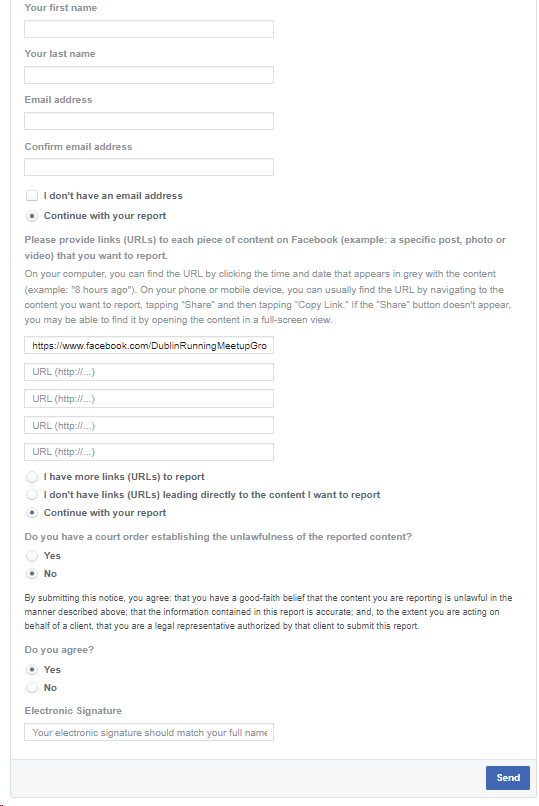 Your first name
Your last name
Email address
Confirm email address
I don't have an email address
Continue with your report
Please provide links (URLs) to each piece of content on Facebook (example: a specific post, photo or
video) that you want to report.
On your computer, you can find the URL by clicking the time and date that appears in grey with the content
(example: "8 hours ago"). On your phone or mobile device, you can usually find the URL by navigating to the
content you want to report, tapping “Share” and then tapping “Copy Link.” If the “Share” button doesn't appear,
you may be able to find it by opening the content in a full-screen view.
https://www.facebook.com/DublinRunningMeetupGro
URL (http://...)
URL (http://...)
URL (http://...)
URL (http://...)
I have more links (URLs) to report
I don't have links (URLs) leading directly to the content I want to report
Continue with your report
Do you have a court order establishing the unlawfulness of the reported content?
Yes
No
By submitting this notice, you agree: that you have a good-faith belief that the content you are reporting is unlawful in the
manner described above; that the information contained in this report is accurate; and, to the extent you are acting on
behalf of a client, that you are a legal representative authorized by that client to submit this report.
Do you agree?
Yes
No
Electronic Signature
Your electronic signature should match your full name
Send